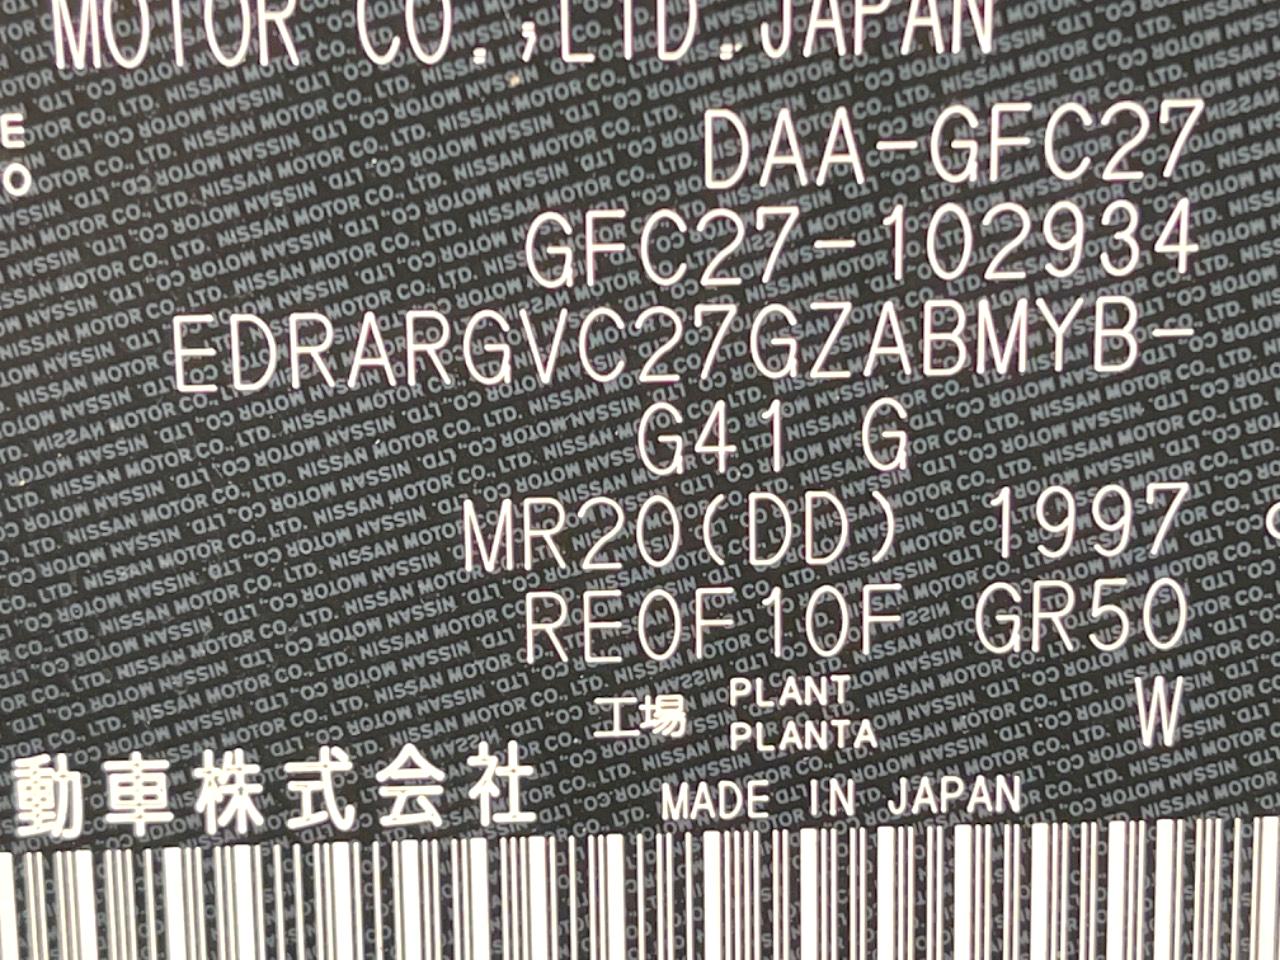 MOTOR CO.,LTD.JAPAN
E DAA-GFC27
O GFC27-102934
EDRARGVC27GZABMYB-
G41 G
MR20(DD) 1997
RE0F10F GR50
工場 PLANT W
PLANTA
動車株式会社 MADE IN JAPAN